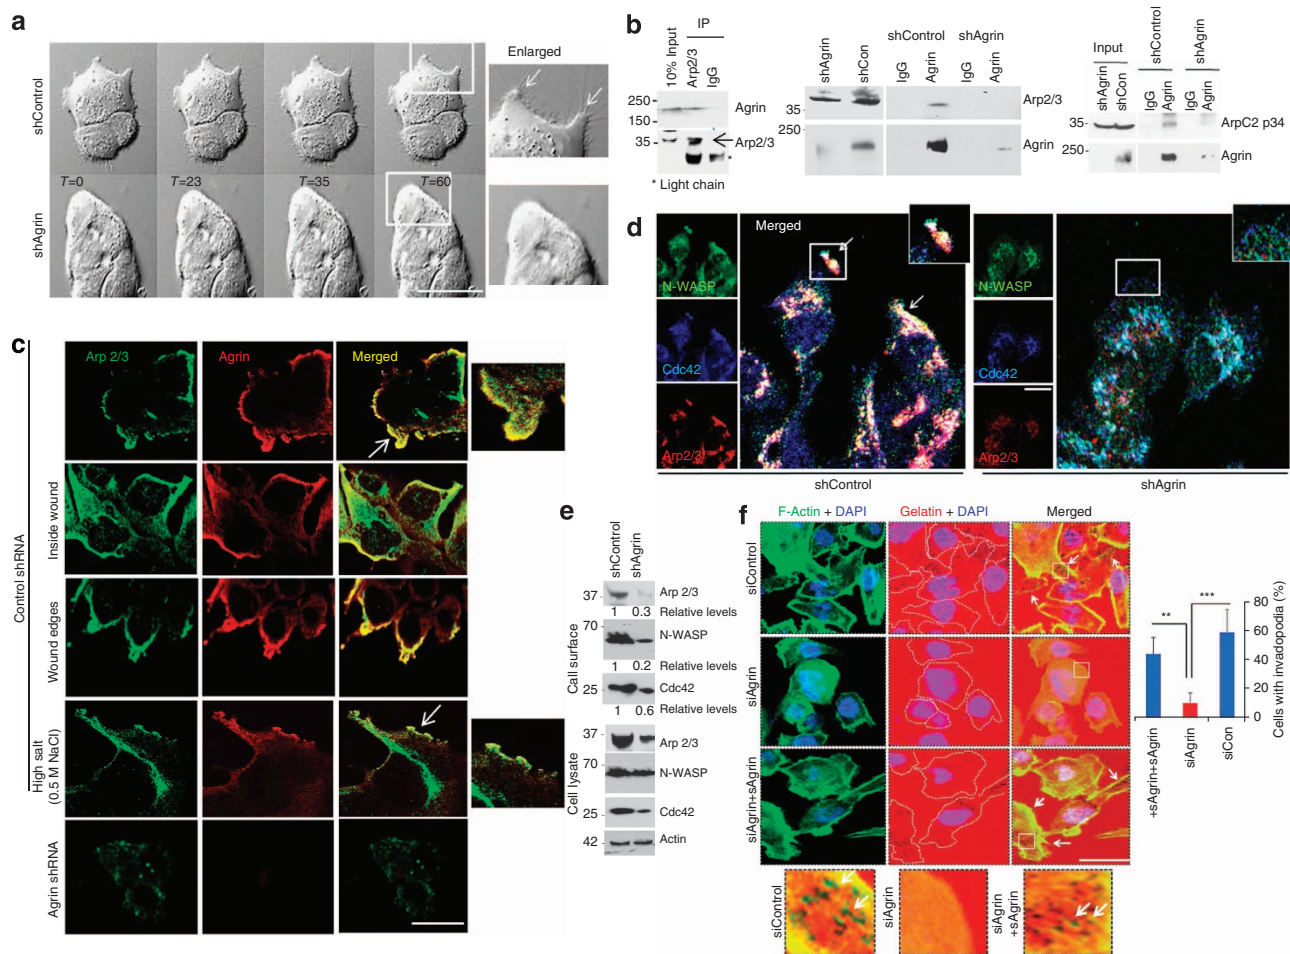 a
shControl
shAgrin
T=0
T=23
T=35
T=60
Enlarged
b
IP
10% Input
Arp2/3
IgG
250
150
35
Agrin
Arp2/3
*
* Light chain
shControl
shAgrin
shAgrin
shCon
IgG
Agrin
IgG
Agrin
35
250
Arp2/3
Agrin
Input
shControl
shAgrin
shAgrin
shCon
IgG
Agrin
IgG
Agrin
35
250
ArpC2 p34
Agrin
c
Arp 2/3
Agrin
Merged
Control shRNA
Inside wound
Wound edges
High salt
(0.5 M NaCl)
Agrin shRNA
d
Merged
N-WASP
Cdc42
Arp2/3
shControl
N-WASP
Cdc42
Arp2/3
shAgrin
e
shControl
shAgrin
Cell surface
37
Arp 2/3
1 0.3 Relative levels
70
N-WASP
1 0.2 Relative levels
25
Cdc42
1 0.6 Relative levels
Cell lysate
37
Arp 2/3
70
N-WASP
25
Cdc42
42
Actin
f
F-Actin + DAPI
Gelatin + DAPI
Merged
siControl
siAgrin
siAgrin+sAgrin
siControl
siAgrin
siAgrin
+sAgrin
**
***
80
60
40
20
0
Cells with invadopodia (%)
+sAgrin+sAgrin
siAgrin
siCon